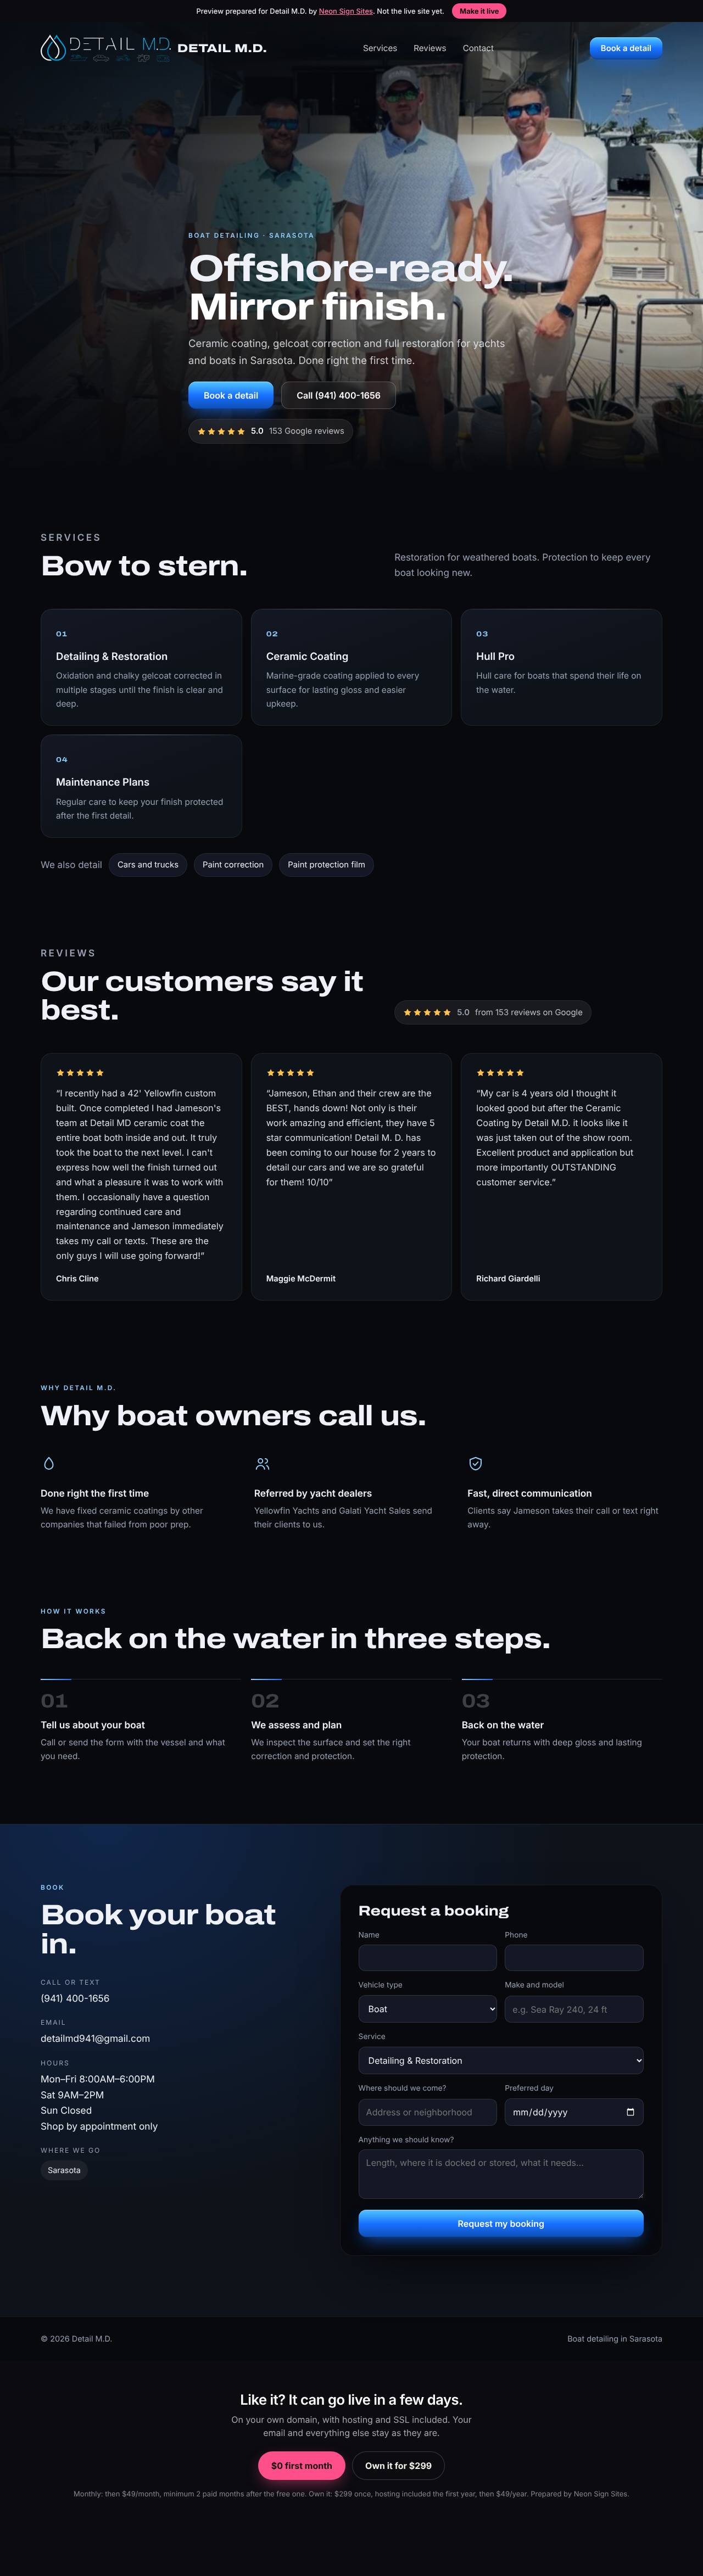 Preview prepared for Detail M.D. by Neon Sign Sites. Not the live site yet. Make it live
DETAIL M.D. DETAIL M.D. Services Reviews Contact Book a detail
BOAT DETAILING · SARASOTA
Offshore-ready.
Mirror finish.
Ceramic coating, gelcoat correction and full restoration for yachts
and boats in Sarasota. Done right the first time.
Book a detail Call (941) 400-1656
5.0 153 Google reviews
SERVICES
Bow to stern.
Restoration for weathered boats. Protection to keep every
boat looking new.
01
Detailing & Restoration
Oxidation and chalky gelcoat corrected in
multiple stages until the finish is clear and
deep.
02
Ceramic Coating
Marine-grade coating applied to every
surface for lasting gloss and easier
upkeep.
03
Hull Pro
Hull care for boats that spend their life on
the water.
04
Maintenance Plans
Regular care to keep your finish protected
after the first detail.
We also detail Cars and trucks Paint correction Paint protection film
REVIEWS
Our customers say it
best.
5.0 from 153 reviews on Google
“I recently had a 42' Yellowfin custom
built. Once completed I had Jameson's
team at Detail MD ceramic coat the
entire boat both inside and out. It truly
took the boat to the next level. I can't
express how well the finish turned out
and what a pleasure it was to work with
them. I occasionally have a question
regarding continued care and
maintenance and Jameson immediately
takes my call or texts. These are the
only guys I will use going forward!”
Chris Cline
“Jameson, Ethan and their crew are the
BEST, hands down! Not only is their
work amazing and efficient, they have 5
star communication! Detail M. D. has
been coming to our house for 2 years to
detail our cars and we are so grateful
for them! 10/10”
Maggie McDermit
“My car is 4 years old I thought it
looked good but after the Ceramic
Coating by Detail M.D. it looks like it
was just taken out of the show room.
Excellent product and application but
more importantly OUTSTANDING
customer service.”
Richard Giardelli
WHY DETAIL M.D.
Why boat owners call us.
Done right the first time
We have fixed ceramic coatings by other
companies that failed from poor prep.
Referred by yacht dealers
Yellowfin Yachts and Galati Yacht Sales send
their clients to us.
Fast, direct communication
Clients say Jameson takes their call or text right
away.
HOW IT WORKS
Back on the water in three steps.
01
Tell us about your boat
Call or send the form with the vessel and what
you need.
02
We assess and plan
We inspect the surface and set the right
correction and protection.
03
Back on the water
Your boat returns with deep gloss and lasting
protection.
BOOK
Book your boat
in.
CALL OR TEXT
(941) 400-1656
EMAIL
detailmd941@gmail.com
HOURS
Mon–Fri 8:00AM–6:00PM
Sat 9AM–2PM
Sun Closed
Shop by appointment only
WHERE WE GO
Sarasota
Request a booking
Name Phone
Vehicle type Make and model
Boat e.g. Sea Ray 240, 24 ft
Service
Detailing & Restoration
Where should we come? Preferred day
Address or neighborhood mm/dd/yyyy
Anything we should know?
Length, where it is docked or stored, what it needs...
Request my booking
© 2026 Detail M.D. Boat detailing in Sarasota
Like it? It can go live in a few days.
On your own domain, with hosting and SSL included. Your
email and everything else stay as they are.
$0 first month Own it for $299
Monthly: then $49/month, minimum 2 paid months after the free one. Own it: $299 once, hosting included the first year, then $49/year. Prepared by Neon Sign Sites.